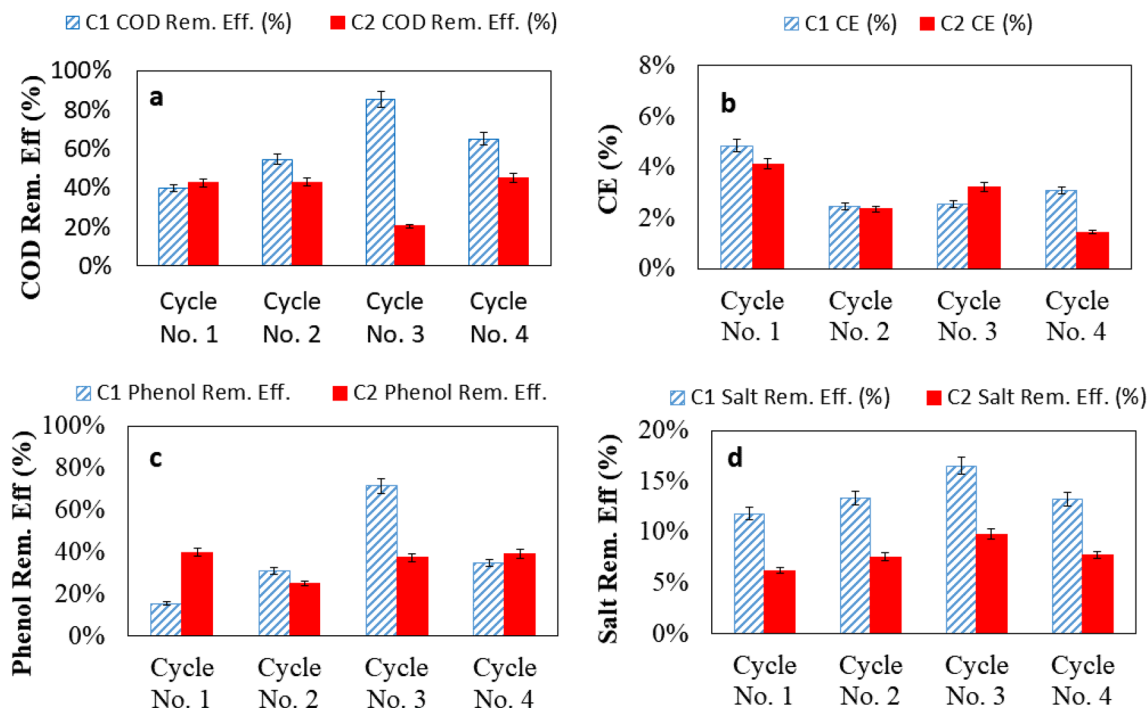 C1 COD Rem. Eff. (%) C2 COD Rem. Eff. (%)
COD Rem. Eff (%)
a
100%
80%
60%
40%
20%
0%
Cycle No. 1
Cycle No. 2
Cycle No. 3
Cycle No. 4
C1 CE (%) C2 CE (%)
CE (%)
b
8%
6%
4%
2%
0%
Cycle No. 1
Cycle No. 2
Cycle No. 3
Cycle No. 4
C1 Phenol Rem. Eff. C2 Phenol Rem. Eff.
Phenol Rem. Eff (%)
c
100%
80%
60%
40%
20%
0%
Cycle No. 1
Cycle No. 2
Cycle No. 3
Cycle No. 4
C1 Salt Rem. Eff. (%) C2 Salt Rem. Eff. (%)
Salt Rem. Eff (%)
d
20%
15%
10%
5%
0%
Cycle No. 1
Cycle No. 2
Cycle No. 3
Cycle No. 4